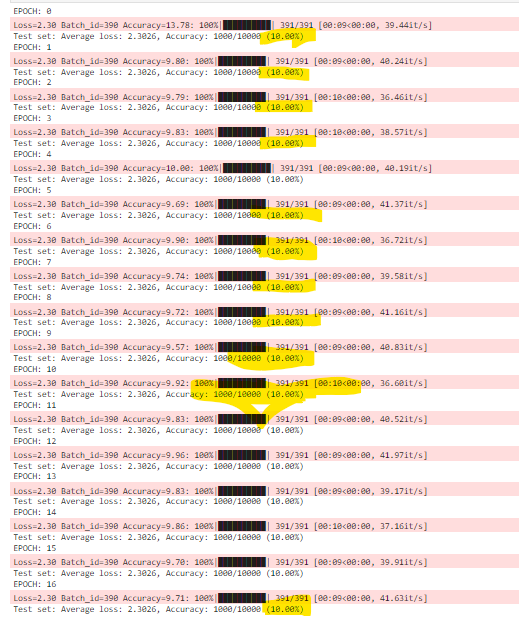 EPOCH: 0
Loss=2.30 Batch_id=390 Accuracy=13.78: 100%|██████████| 391/391 [00:09<00:00, 39.44it/s]
Test set: Average loss: 2.3026, Accuracy: 1000/10000 (10.00%)
EPOCH: 1
Loss=2.30 Batch_id=390 Accuracy=9.80: 100%|██████████| 391/391 [00:09<00:00, 40.24it/s]
Test set: Average loss: 2.3026, Accuracy: 1000/10000 (10.00%)
EPOCH: 2
Loss=2.30 Batch_id=390 Accuracy=9.79: 100%|██████████| 391/391 [00:10<00:00, 36.46it/s]
Test set: Average loss: 2.3026, Accuracy: 1000/10000 (10.00%)
EPOCH: 3
Loss=2.30 Batch_id=390 Accuracy=9.83: 100%|██████████| 391/391 [00:10<00:00, 38.57it/s]
Test set: Average loss: 2.3026, Accuracy: 1000/10000 (10.00%)
EPOCH: 4
Loss=2.30 Batch_id=390 Accuracy=10.00: 100%|██████████| 391/391 [00:09<00:00, 40.19it/s]
Test set: Average loss: 2.3026, Accuracy: 1000/10000 (10.00%)
EPOCH: 5
Loss=2.30 Batch_id=390 Accuracy=9.69: 100%|██████████| 391/391 [00:09<00:00, 41.37it/s]
Test set: Average loss: 2.3026, Accuracy: 1000/10000 (10.00%)
EPOCH: 6
Loss=2.30 Batch_id=390 Accuracy=9.90: 100%|██████████| 391/391 [00:10<00:00, 36.72it/s]
Test set: Average loss: 2.3026, Accuracy: 1000/10000 (10.00%)
EPOCH: 7
Loss=2.30 Batch_id=390 Accuracy=9.74: 100%|██████████| 391/391 [00:09<00:00, 39.58it/s]
Test set: Average loss: 2.3026, Accuracy: 1000/10000 (10.00%)
EPOCH: 8
Loss=2.30 Batch_id=390 Accuracy=9.72: 100%|██████████| 391/391 [00:09<00:00, 41.16it/s]
Test set: Average loss: 2.3026, Accuracy: 1000/10000 (10.00%)
EPOCH: 9
Loss=2.30 Batch_id=390 Accuracy=9.57: 100%|██████████| 391/391 [00:09<00:00, 40.83it/s]
Test set: Average loss: 2.3026, Accuracy: 1000/10000 (10.00%)
EPOCH: 10
Loss=2.30 Batch_id=390 Accuracy=9.92: 100%|██████████| 391/391 [00:10<00:00, 36.60it/s]
Test set: Average loss: 2.3026, Accuracy: 1000/10000 (10.00%)
EPOCH: 11
Loss=2.30 Batch_id=390 Accuracy=9.83: 100%|██████████| 391/391 [00:09<00:00, 40.52it/s]
Test set: Average loss: 2.3026, Accuracy: 1000/10000 (10.00%)
EPOCH: 12
Loss=2.30 Batch_id=390 Accuracy=9.96: 100%|██████████| 391/391 [00:09<00:00, 41.97it/s]
Test set: Average loss: 2.3026, Accuracy: 1000/10000 (10.00%)
EPOCH: 13
Loss=2.30 Batch_id=390 Accuracy=9.83: 100%|██████████| 391/391 [00:09<00:00, 39.17it/s]
Test set: Average loss: 2.3026, Accuracy: 1000/10000 (10.00%)
EPOCH: 14
Loss=2.30 Batch_id=390 Accuracy=9.86: 100%|██████████| 391/391 [00:10<00:00, 37.16it/s]
Test set: Average loss: 2.3026, Accuracy: 1000/10000 (10.00%)
EPOCH: 15
Loss=2.30 Batch_id=390 Accuracy=9.70: 100%|██████████| 391/391 [00:09<00:00, 39.91it/s]
Test set: Average loss: 2.3026, Accuracy: 1000/10000 (10.00%)
EPOCH: 16
Loss=2.30 Batch_id=390 Accuracy=9.71: 100%|██████████| 391/391 [00:09<00:00, 41.63it/s]
Test set: Average loss: 2.3026, Accuracy: 1000/10000 (10.00%)